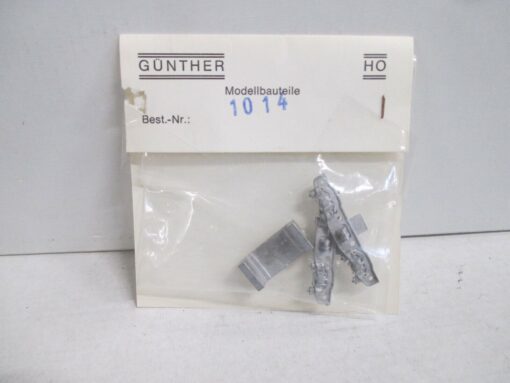 GÜNTHER HO
Modellbauteile
1014
Best.-Nr.: